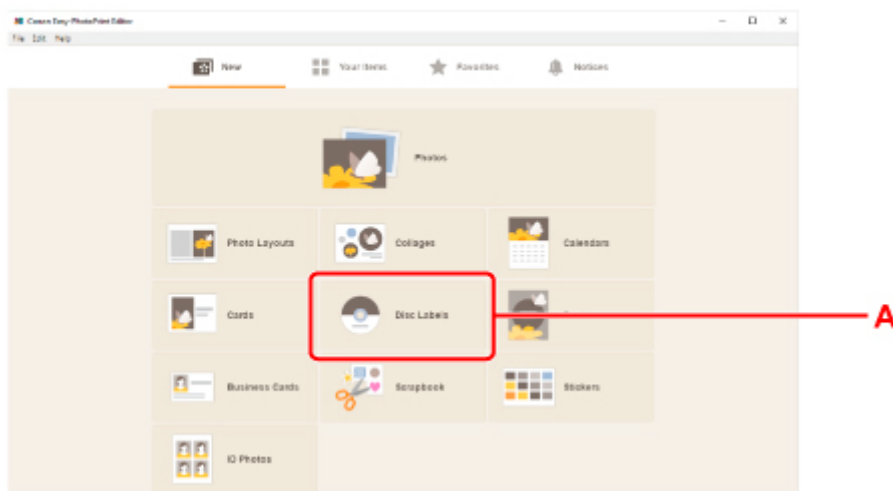 Canon Easy-PhotoPrint Editor
File Edit Help
New Your Items Favorites Notices
Photos
Photo Layouts Collages Calendars
Cards Disc Labels
A
Business Cards Scrapbook Stickers
ID Photos